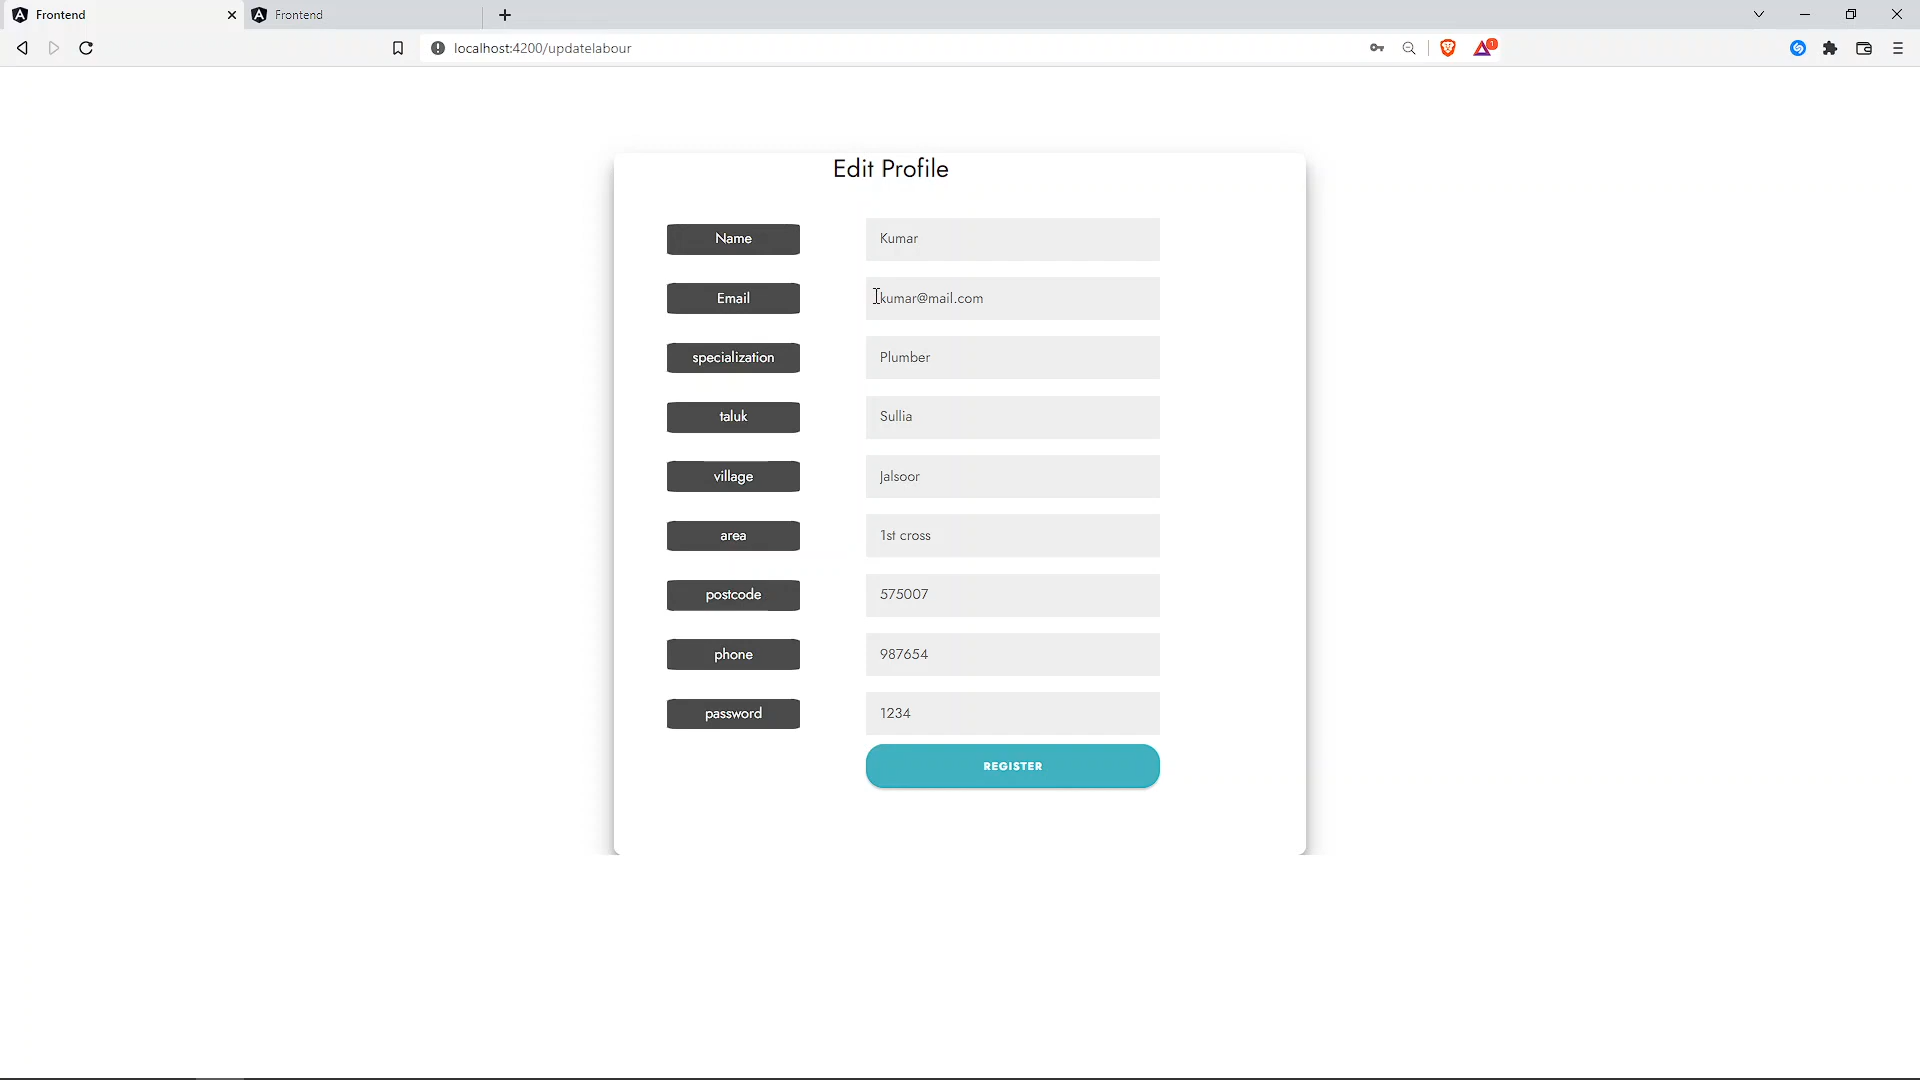 Frontend
Frontend
localhost:4200/updatelabour
1
Edit Profile
Name
Kumar
Email
kumar@mail.com
specialization
Plumber
taluk
Sullia
village
Jalsoor
area
1st cross
postcode
575007
phone
987654
password
1234
REGISTER